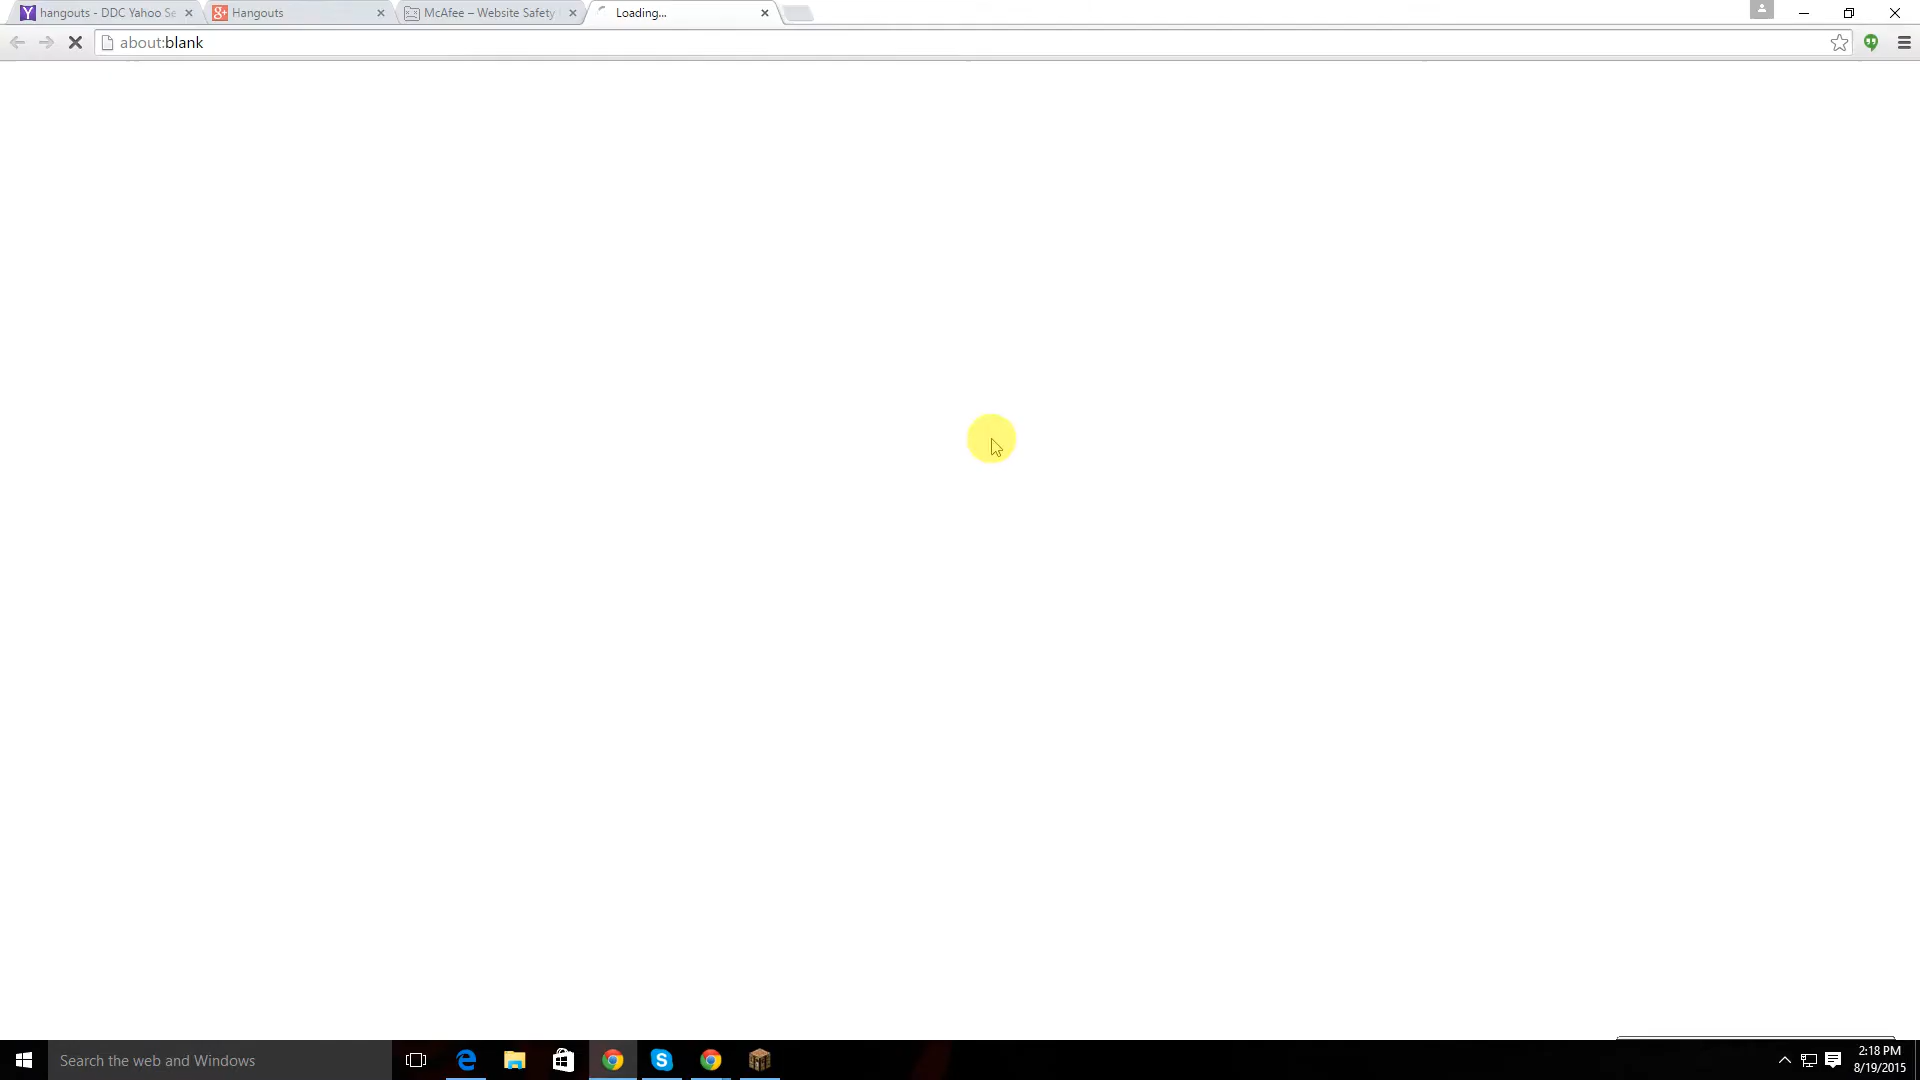 hangouts - DDC Yahoo Se
Hangouts
McAfee – Website Safety
Loading...
about:blank
Search the web and Windows
2:18 PM
8/19/2015